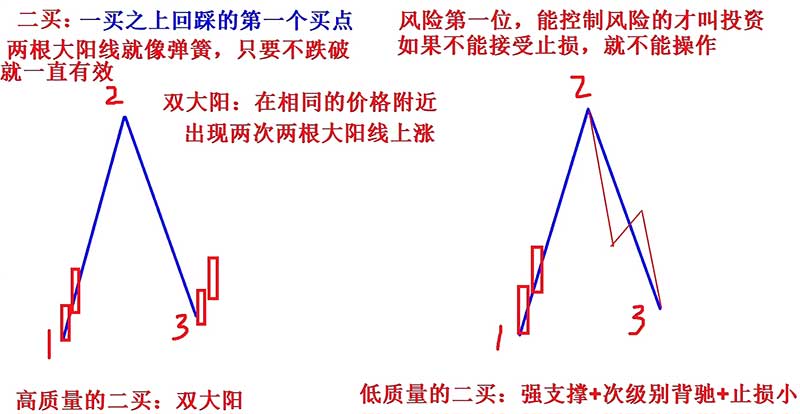 二买：一买之上回踩的第一个买点
两根大阳线就像弹簧，只要不跌破
就一直有效
风险第一位，能控制风险的才叫投资
如果不能接受止损，就不能操作
双大阳：在相同的价格附近
出现两次两根大阳线上涨
2
1
3
2
1
3
高质量的二买：双大阳
低质量的二买：强支撑+次级别背驰+止损小